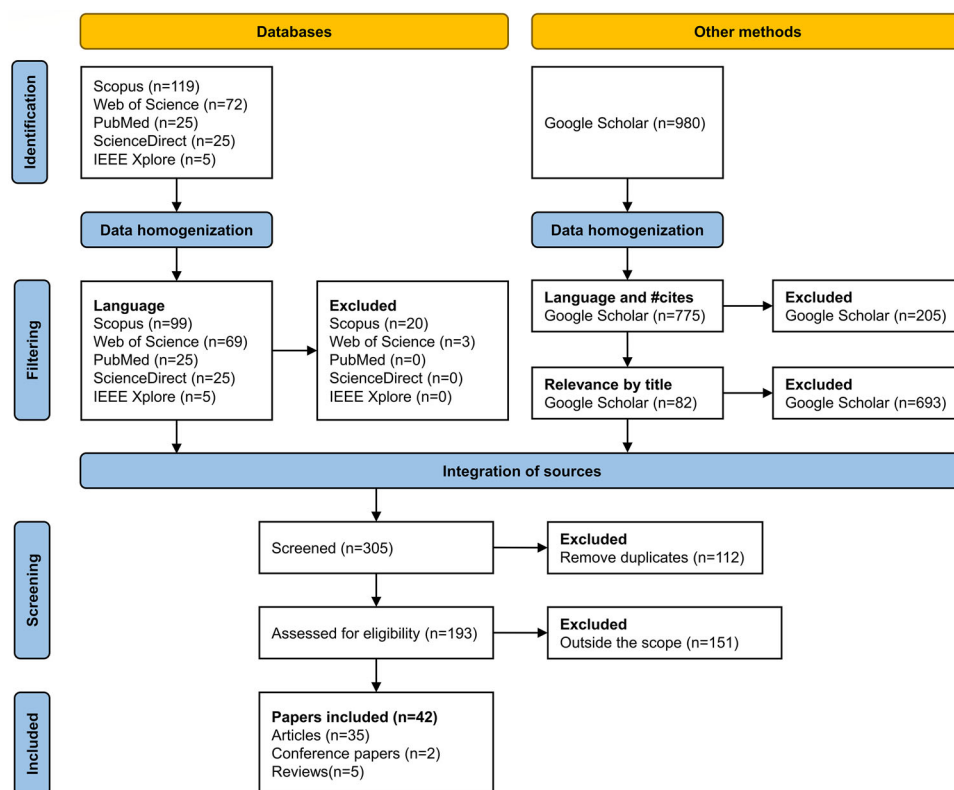 Databases
Other methods
Identification
Scopus (n=119)
Web of Science (n=72)
PubMed (n=25)
ScienceDirect (n=25)
IEEE Xplore (n=5)
Google Scholar (n=980)
Data homogenization
Data homogenization
Filtering
Language
Scopus (n=99)
Web of Science (n=69)
PubMed (n=25)
ScienceDirect (n=25)
IEEE Xplore (n=5)
Excluded
Scopus (n=20)
Web of Science (n=3)
PubMed (n=0)
ScienceDirect (n=0)
IEEE Xplore (n=0)
Language and #cites
Google Scholar (n=775)
Excluded
Google Scholar (n=205)
Relevance by title
Google Scholar (n=82)
Excluded
Google Scholar (n=693)
Integration of sources
Screening
Screened (n=305)
Excluded
Remove duplicates (n=112)
Assessed for eligibility (n=193)
Excluded
Outside the scope (n=151)
Included
Papers included (n=42)
Articles (n=35)
Conference papers (n=2)
Reviews(n=5)